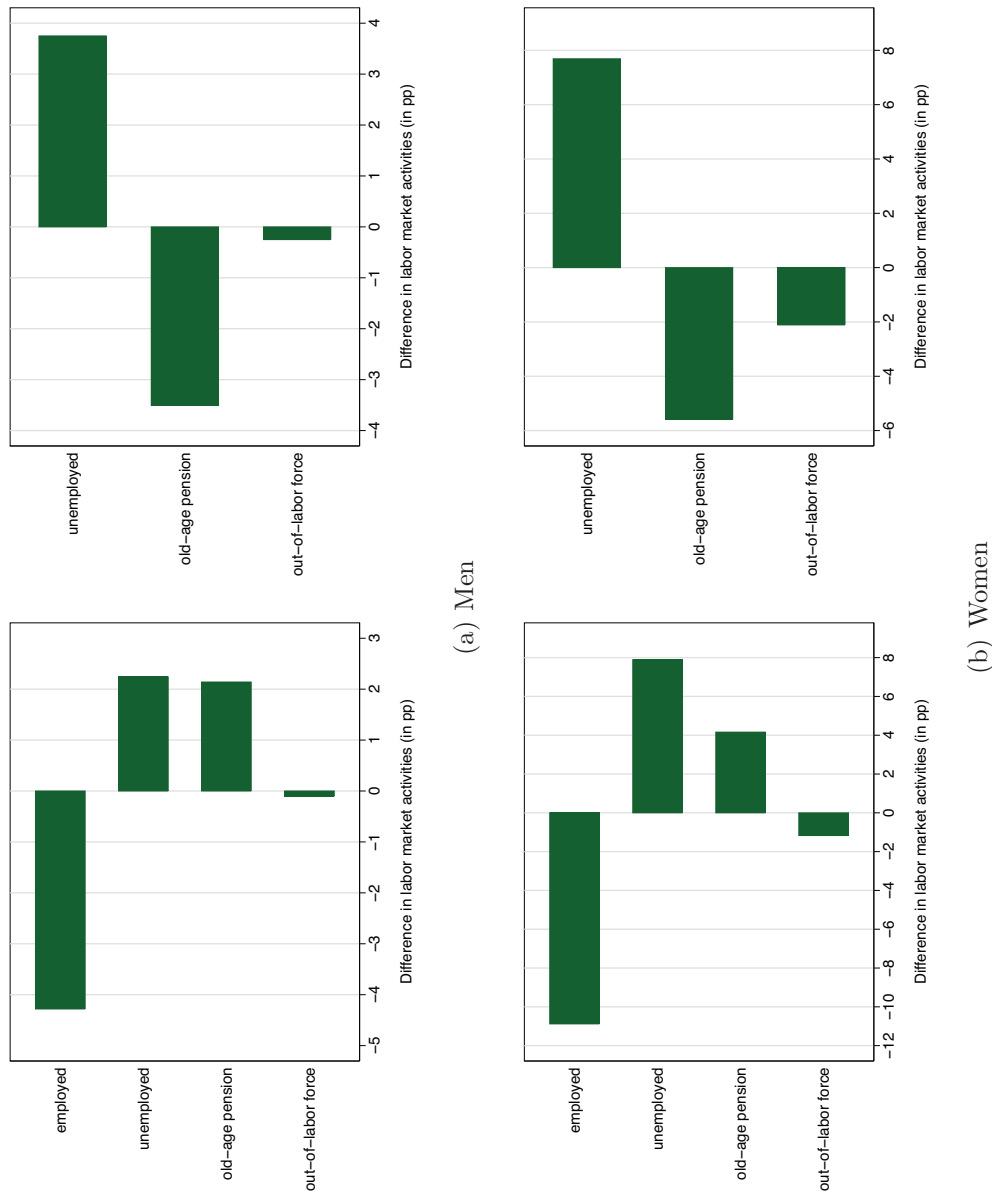 employed
unemployed
old−age pension
out−of−labor force
−5 −4 −3 −2 −1 0 1 2 3
Difference in labor market activities (in pp)
unemployed
old−age pension
out−of−labor force
−4 −3 −2 −1 0 1 2 3 4
Difference in labor market activities (in pp)
(a) Men
employed
unemployed
old−age pension
out−of−labor force
−12 −10 −8 −6 −4 −2 0 2 4 6 8
Difference in labor market activities (in pp)
unemployed
old−age pension
out−of−labor force
−6 −4 −2 0 2 4 6 8
Difference in labor market activities (in pp)
(b) Women